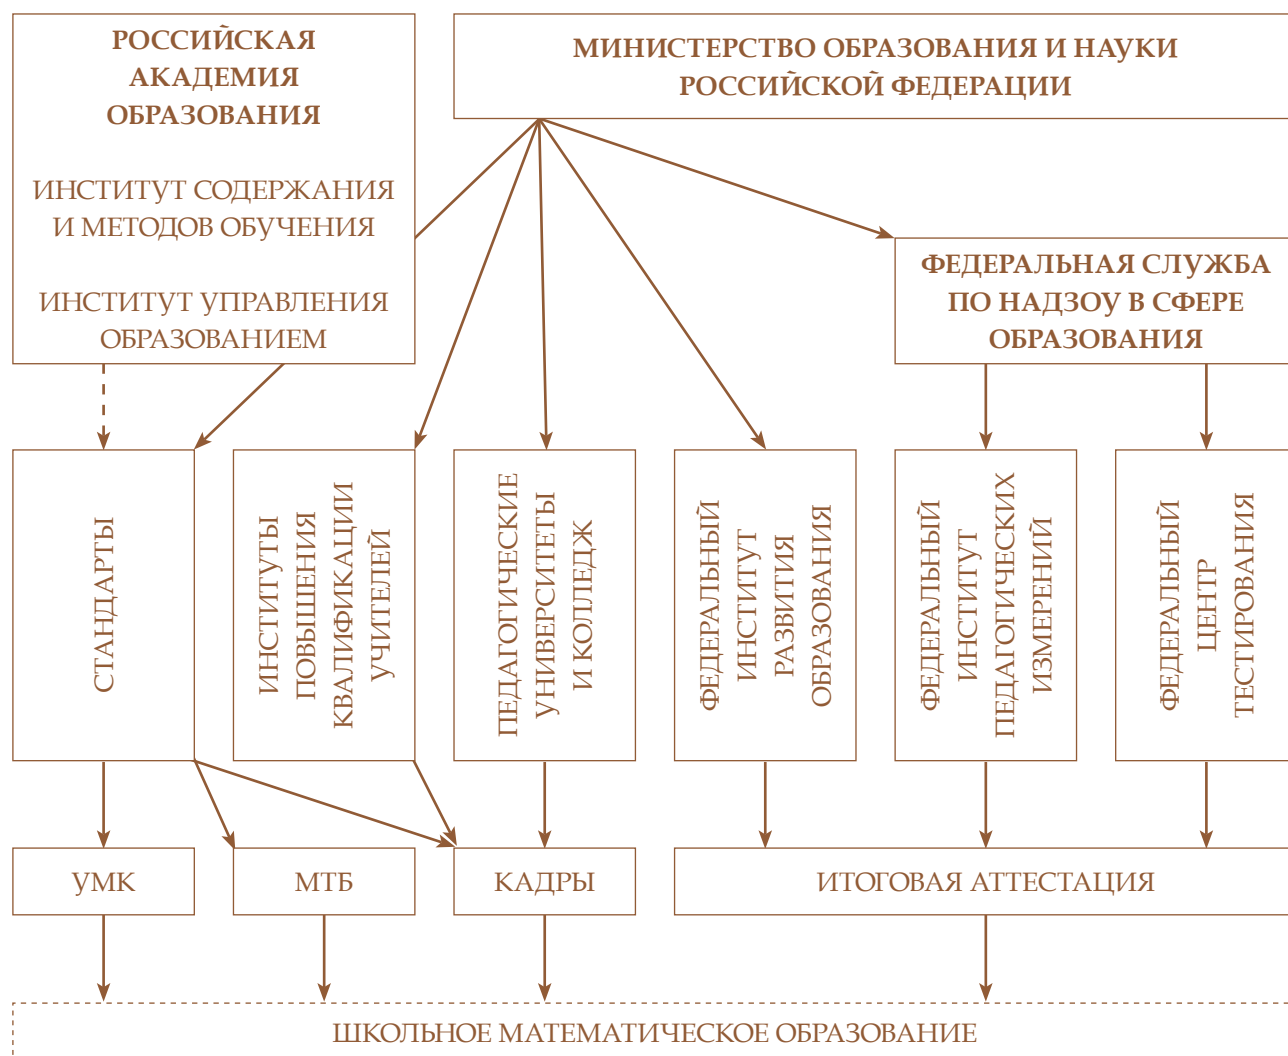 РОССИЙСКАЯ
АКАДЕМИЯ
ОБРАЗОВАНИЯ
ИНСТИТУТ СОДЕРЖАНИЯ
И МЕТОДОВ ОБУЧЕНИЯ
ИНСТИТУТ УПРАВЛЕНИЯ
ОБРАЗОВАНИЕМ
МИНИСТЕРСТВО ОБРАЗОВАНИЯ И НАУКИ
РОССИЙСКОЙ ФЕДЕРАЦИИ
ФЕДЕРАЛЬНАЯ СЛУЖБА
ПО НАДЗОУ В СФЕРЕ
ОБРАЗОВАНИЯ
СТАНДАРТЫ
ИНСТИТУТЫ
ПОВЫШЕНИЯ
КВАЛИФИКАЦИИ
УЧИТЕЛЕЙ
ПЕДАГОГИЧЕСКИЕ
УНИВЕРСИТЕТЫ
И КОЛЛЕДЖ
ФЕДЕРАЛЬНЫЙ
ИНСТИТУТ
РАЗВИТИЯ
ОБРАЗОВАНИЯ
ФЕДЕРАЛЬНЫЙ
ИНСТИТУТ
ПЕДАГОГИЧЕСКИХ
ИЗМЕРЕНИЙ
ФЕДЕРАЛЬНЫЙ
ЦЕНТР
ТЕСТИРОВАНИЯ
УМК
МТБ
КАДРЫ
ИТОГОВАЯ АТТЕСТАЦИЯ
ШКОЛЬНОЕ МАТЕМАТИЧЕСКОЕ ОБРАЗОВАНИЕ